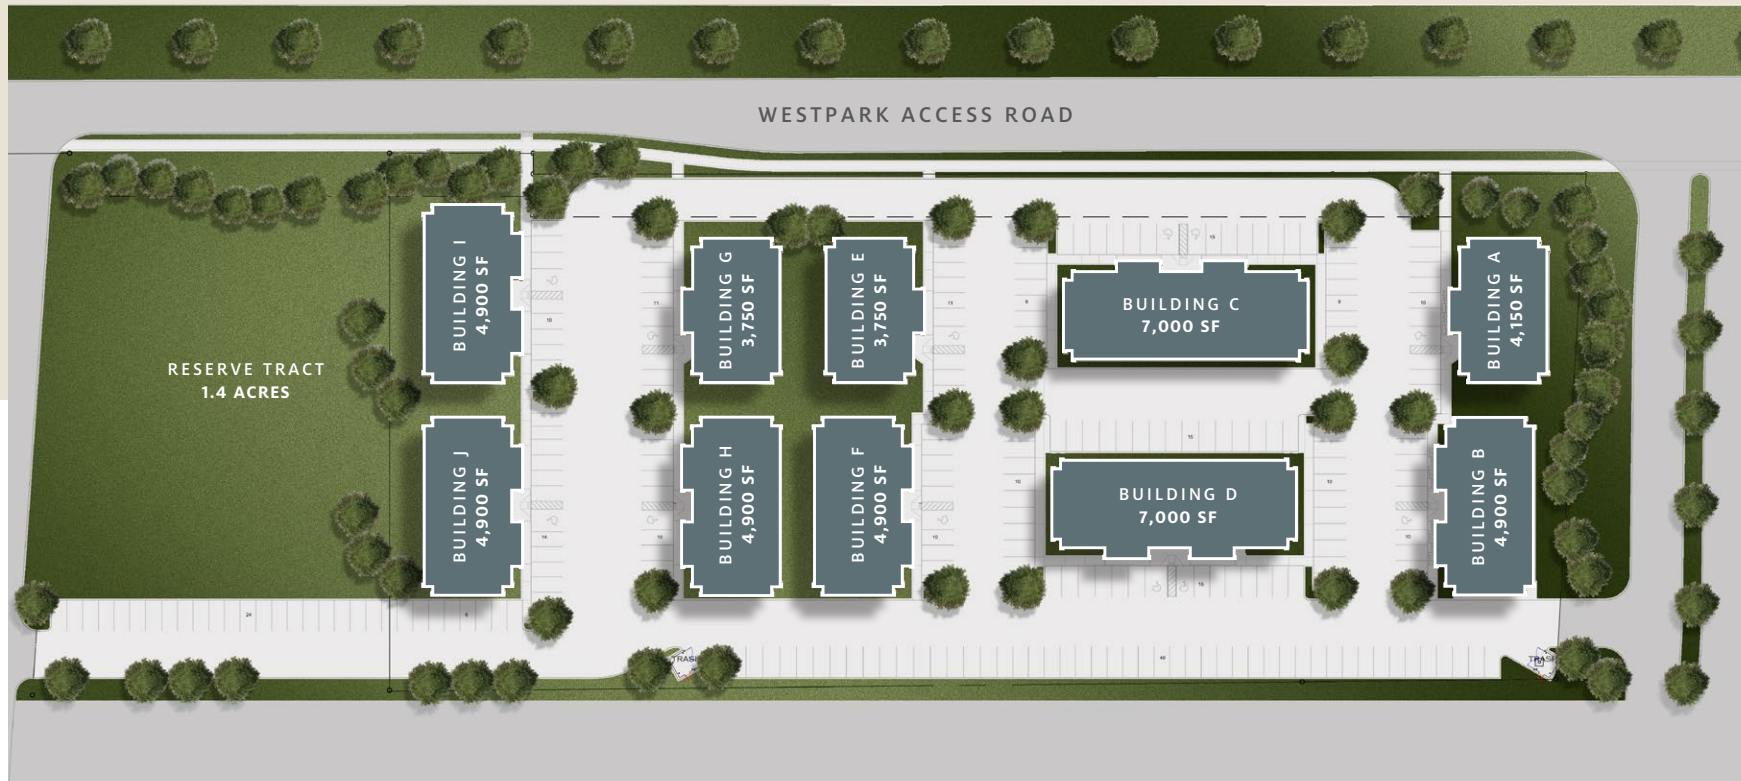 WESTPARK ACCESS ROAD
RESERVE TRACT
1.4 ACRES
BUILDING I
4,900 SF
BUILDING J
4,900 SF
BUILDING G
3,750 SF
BUILDING E
3,750 SF
BUILDING H
4,900 SF
BUILDING F
4,900 SF
BUILDING C
7,000 SF
BUILDING D
7,000 SF
BUILDING A
4,150 SF
BUILDING B
4,900 SF